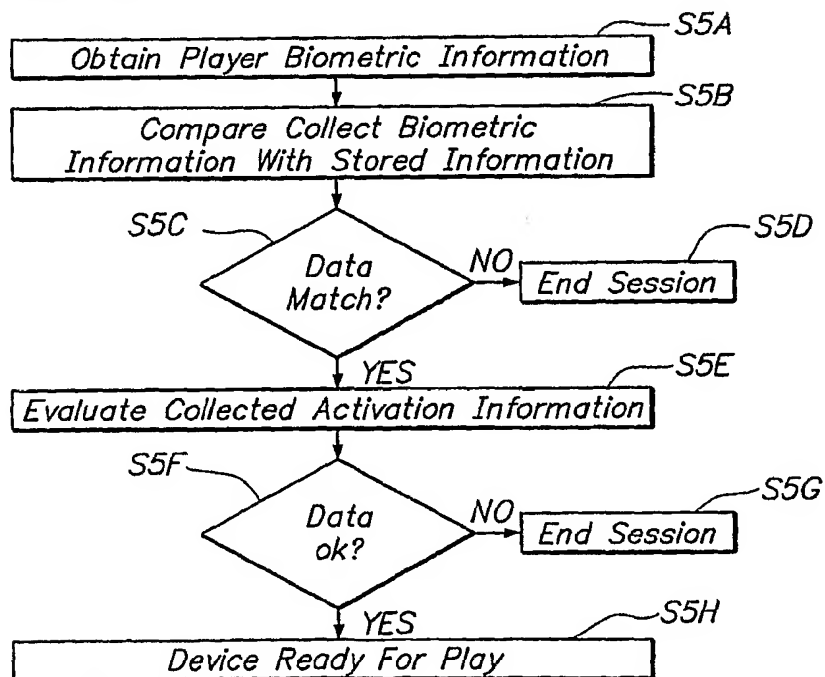 S5A
Obtain Player Biometric Information
S5B
Compare Collect Biometric
Information With Stored Information
S5C
Data
Match?
NO
S5D
End Session
YES
S5E
Evaluate Collected Activation Information
S5F
Data
ok?
NO
S5G
End Session
YES
S5H
Device Ready For Play